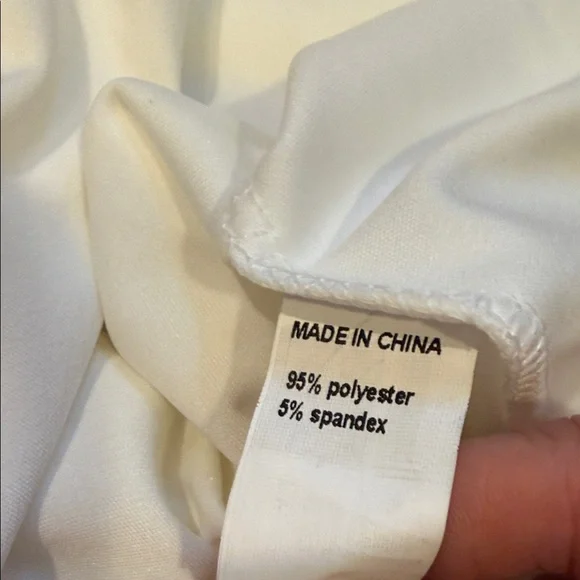 MADE IN CHINA
95% polyester
5% spandex